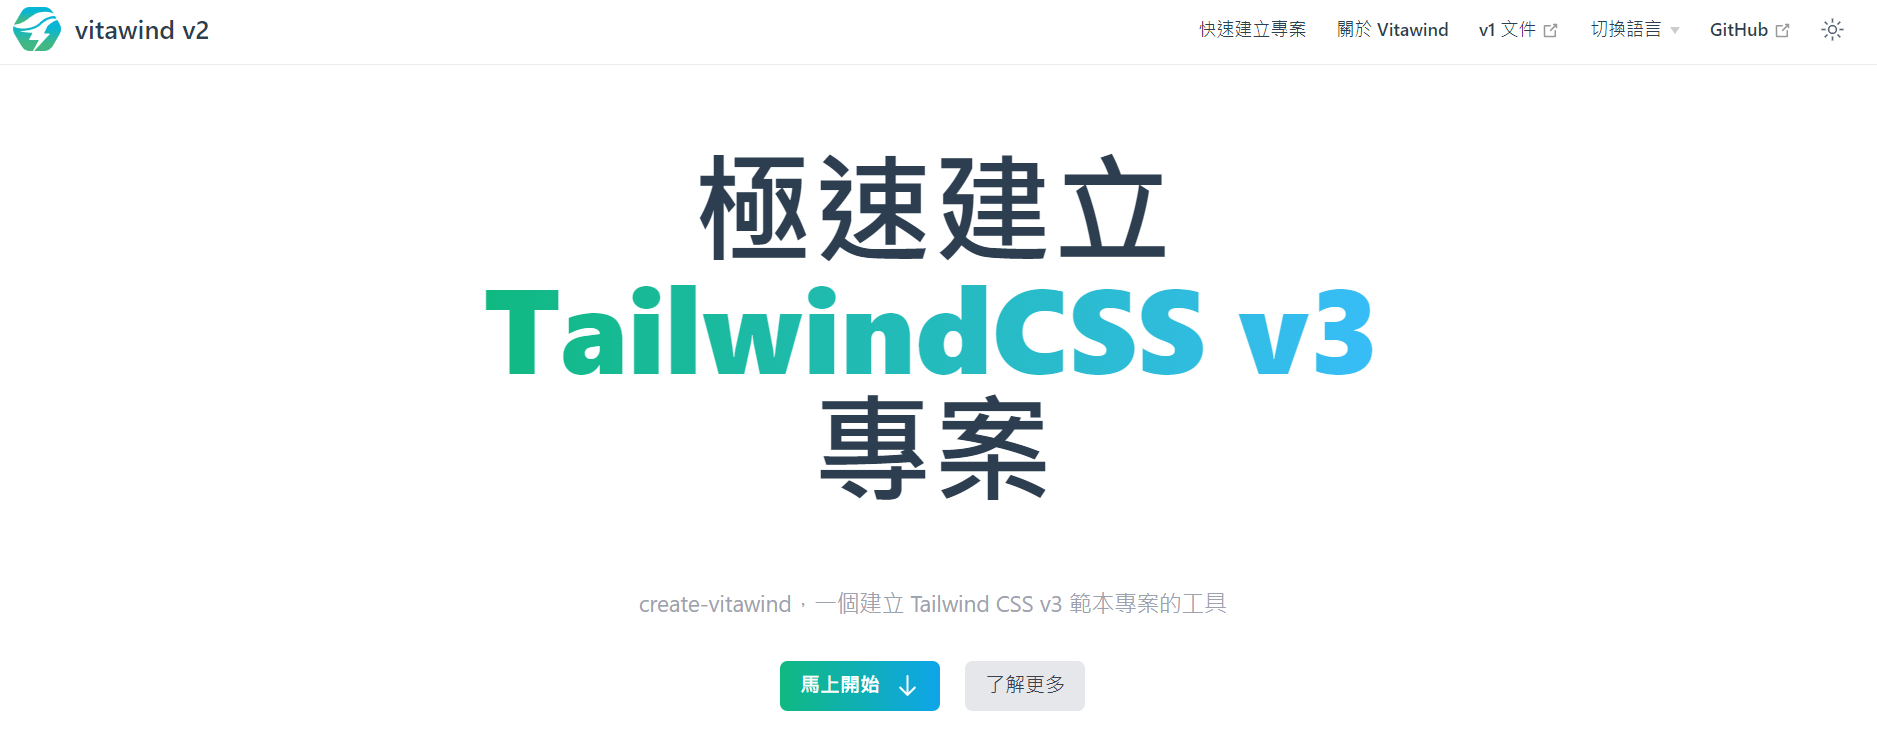 vitawind v2
快速建立專案 關於 Vitawind v1 文件 切換語言 GitHub
極速建立
TailwindCSS v3
專案
create-vitawind，一個建立 Tailwind CSS v3 範本專案的工具
馬上開始 ↓ 了解更多